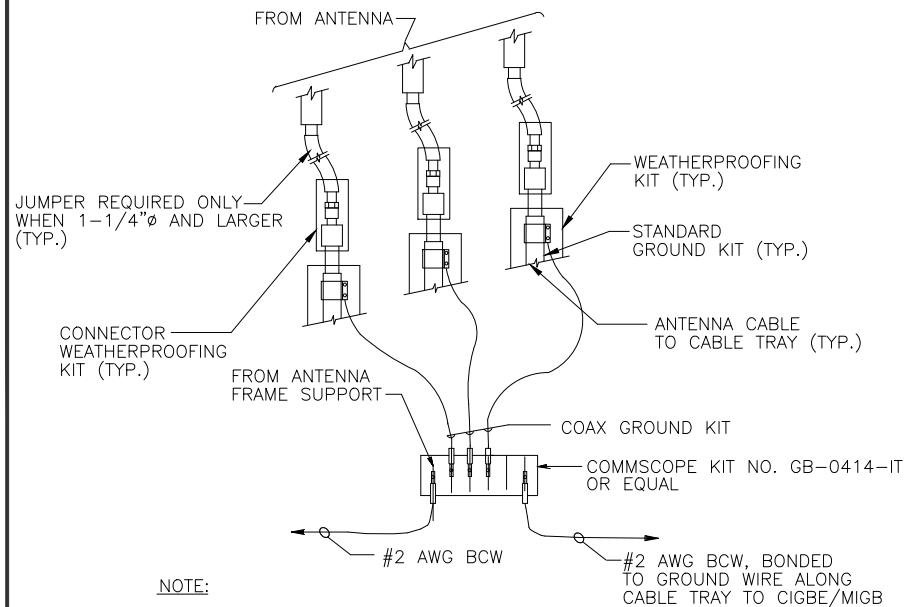 FROM ANTENNA
JUMPER REQUIRED ONLY
WHEN 1-1/4"ø AND LARGER
(TYP.)
WEATHERPROOFING
KIT (TYP.)
STANDARD
GROUND KIT (TYP.)
CONNECTOR
WEATHERPROOFING
KIT (TYP.)
ANTENNA CABLE
TO CABLE TRAY (TYP.)
FROM ANTENNA
FRAME SUPPORT
COAX GROUND KIT
COMMSCOPE KIT NO. GB-0414-IT
OR EQUAL
#2 AWG BCW
#2 AWG BCW, BONDED
TO GROUND WIRE ALONG
CABLE TRAY TO CIGBE/MIGB
NOTE: